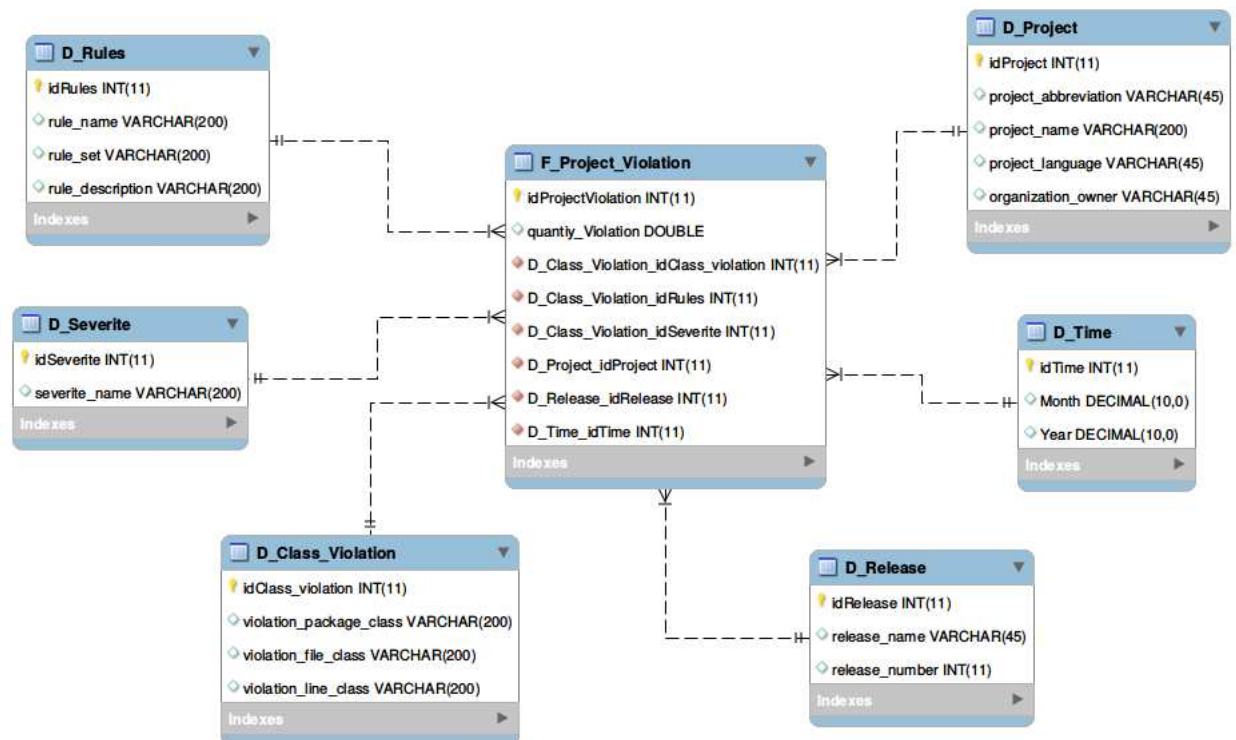 D_Rules
idRules INT(11)
rule_name VARCHAR(200)
rule_set VARCHAR(200)
rule_description VARCHAR(200)
Indexes
D_Severite
idSeverite INT(11)
severite_name VARCHAR(200)
Indexes
D_Class_Violation
idClass_violation INT(11)
violation_package_class VARCHAR(200)
violation_file_class VARCHAR(200)
violation_line_class VARCHAR(200)
Indexes
F_Project_Violation
idProjectViolation INT(11)
quantiy_Violation DOUBLE
D_Class_Violation_idClass_violation INT(11)
D_Class_Violation_idRules INT(11)
D_Class_Violation_idSeverite INT(11)
D_Project_idProject INT(11)
D_Release_idRelease INT(11)
D_Time_idTime INT(11)
Indexes
D_Project
idProject INT(11)
project_abbreviation VARCHAR(45)
project_name VARCHAR(200)
project_language VARCHAR(45)
organization_owner VARCHAR(45)
Indexes
D_Time
idTime INT(11)
Month DECIMAL(10,0)
Year DECIMAL(10,0)
Indexes
D_Release
idRelease INT(11)
release_name VARCHAR(45)
release_number INT(11)
Indexes